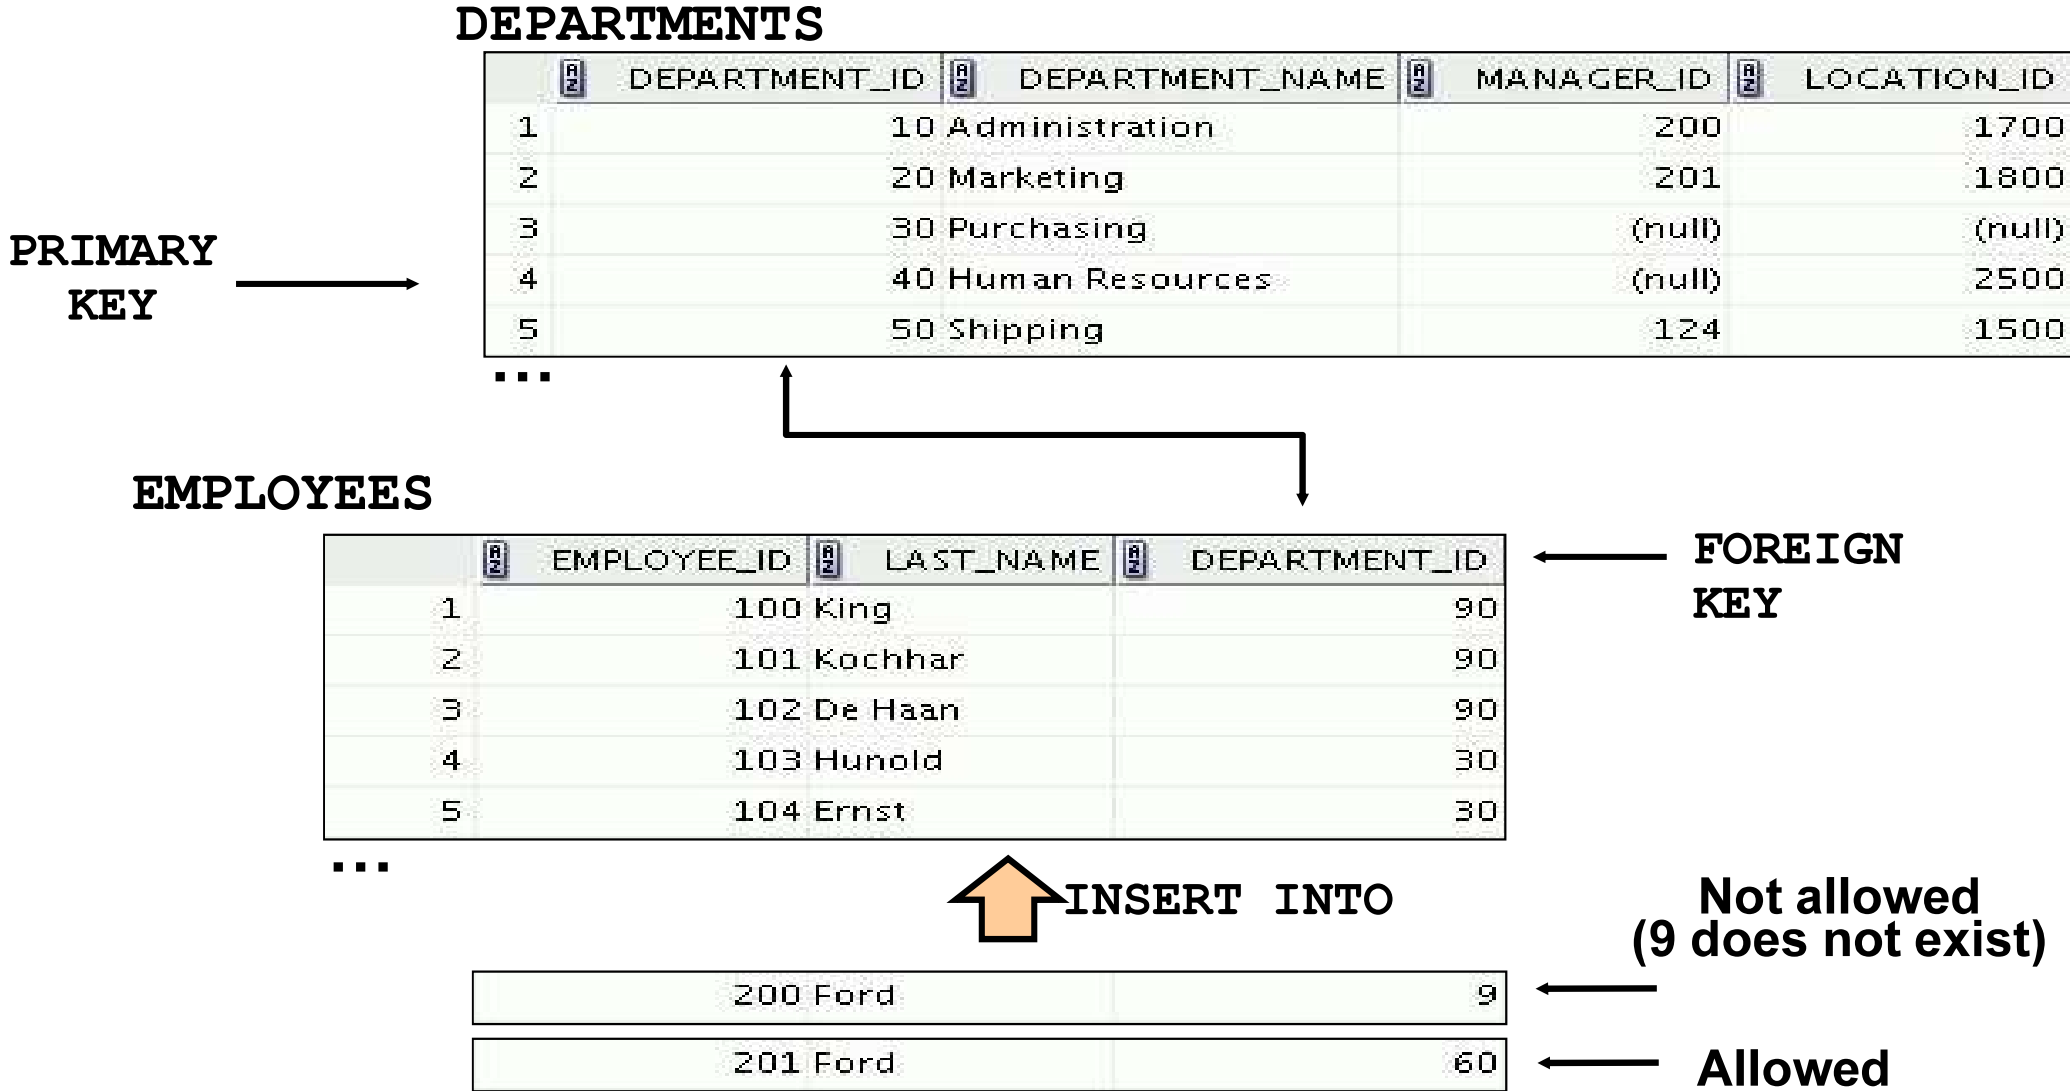 DEPARTMENTS
DEPARTMENT_ID DEPARTMENT_NAME MANAGER_ID LOCATION_ID
1 10 Administration 200 1700
2 20 Marketing 201 1800
3 30 Purchasing (null) (null)
4 40 Human Resources (null) 2500
5 50 Shipping 124 1500
...
PRIMARY
KEY
EMPLOYEES
EMPLOYEE_ID LAST_NAME DEPARTMENT_ID
1 100 King 90
2 101 Kochhar 90
3 102 De Haan 90
4 103 Hunold 30
5 104 Ernst 30
...
FOREIGN
KEY
INSERT INTO
Not allowed
(9 does not exist)
200 Ford 9
201 Ford 60
Allowed